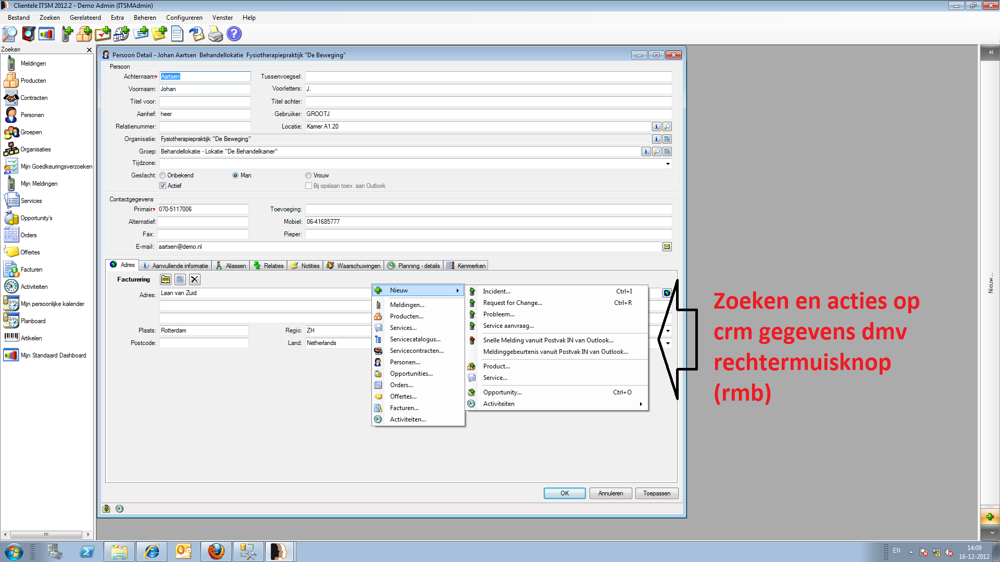 Clientele ITSM 2012.2 - Demo Admin (ITSMAdmin)
Bestand Zoeken Gerelateerd Extra Beheren Configureren Venster Help
Zoeken
Meldingen
Producten
Contracten
Personen
Groepen
Organisaties
Mijn Goedkeuringsverzoeken
Mijn Meldingen
Services
Opportunity's
Orders
Offertes
Facturen
Activiteiten
Mijn persoonlijke kalender
Planboard
Artikelen
Mijn Standaard Dashboard
Persoon Detail - Johan Aartsen Behandellokatie Fysiotherapiepraktijk "De Beweging"
Persoon
Achternaam: Aartsen Tussenvoegsel:
Voornaam: Johan Voorletters: J.
Titel voor: Titel achter:
Aanhef: heer Gebruiker: GROOTJ
Relatienummer: Locatie: Kamer A1.20
Organisatie: Fysiotherapiepraktijk "De Beweging"
Groep: Behandellokatie - Lokatie "De Behandelkamer"
Tijdzone:
Geslacht: Onbekend Man Vrouw
Actief Bij opslaan toev. aan Outlook
Contactgegevens
Primair: 070-5117006 Toevoeging:
Alternatief: Mobiel: 06-41685777
Fax: Pieper:
E-mail: aartsen@demo.nl
Adres Aanvullende informatie Aliassen Relaties Notities Waarschuwingen Planning - details Kenmerken
Facturering
Adres: Laan van Zuid
Plaats: Rotterdam Regio: ZH
Postcode: Land: Netherlands
Nieuw
Meldingen...
Producten...
Services...
Servicecatalogus...
Servicecontracten...
Personen...
Opportunities...
Orders...
Offertes...
Facturen...
Activiteiten...
Incident... Ctrl+I
Request for Change... Ctrl+R
Probleem...
Service aanvraag...
Snelle Melding vanuit Postvak IN van Outlook...
Meldinggebeurtenis vanuit Postvak IN van Outlook...
Product...
Service...
Opportunity... Ctrl+O
Activiteiten
OK Annuleren Toepassen
Zoeken en acties op
crm gegevens dmv
rechtermuisknop
(rmb)
Nieuw...
EN
14:09
16-12-2012